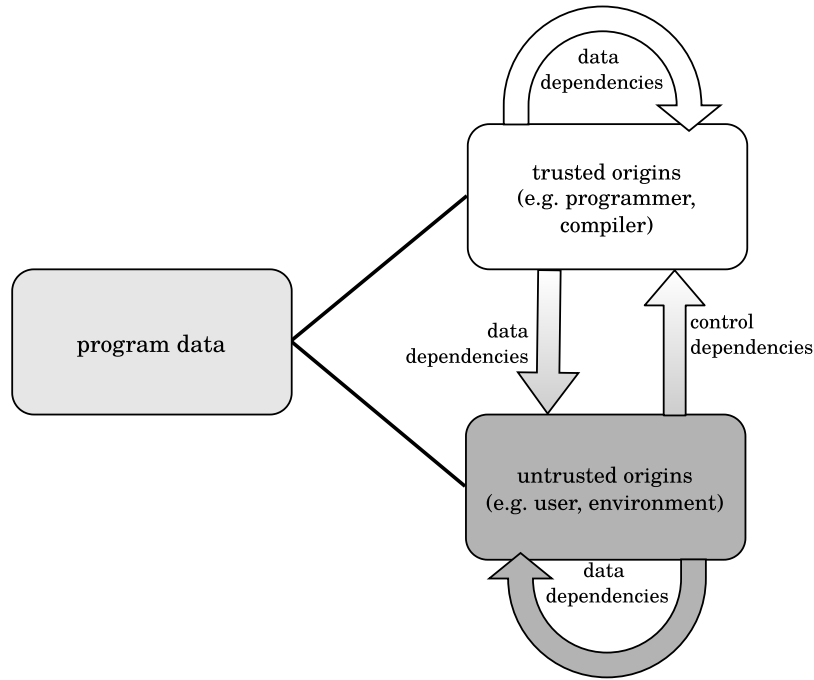 data
dependencies
trusted origins
(e.g. programmer,
compiler)
program data
data
dependencies
control
dependencies
untrusted origins
(e.g. user, environment)
data
dependencies